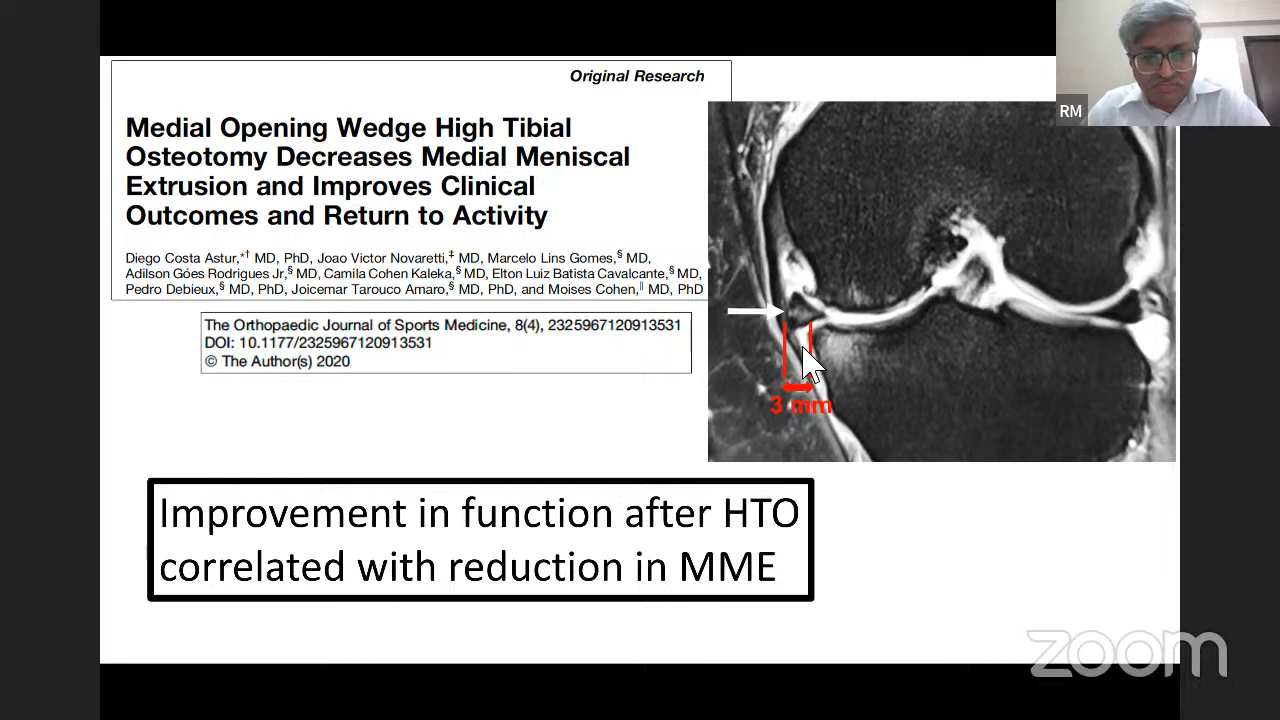 Original Research
Medial Opening Wedge High Tibial
Osteotomy Decreases Medial Meniscal
Extrusion and Improves Clinical
Outcomes and Return to Activity
Diego Costa Astur,*† MD, PhD, Joao Victor Novaretti,‡ MD, Marcelo Lins Gomes,§ MD,
Adilson Góes Rodrigues Jr,§ MD, Camila Cohen Kaleka,§ MD, Elton Luiz Batista Cavalcante,§ MD,
Pedro Debieux,§ MD, PhD, Joicemar Tarouco Amaro,§ MD, PhD, and Moises Cohen,|| MD, PhD
The Orthopaedic Journal of Sports Medicine, 8(4), 2325967120913531
DOI: 10.1177/2325967120913531
© The Author(s) 2020
3 mm
Improvement in function after HTO
correlated with reduction in MME
RM
zoom